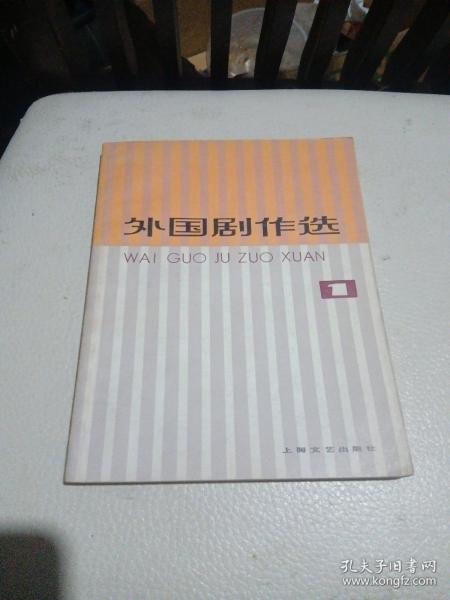 外国剧作选
WAI GUO JU ZUO XUAN
1
上海文艺出版社
孔夫子旧书网
www.kongfz.com